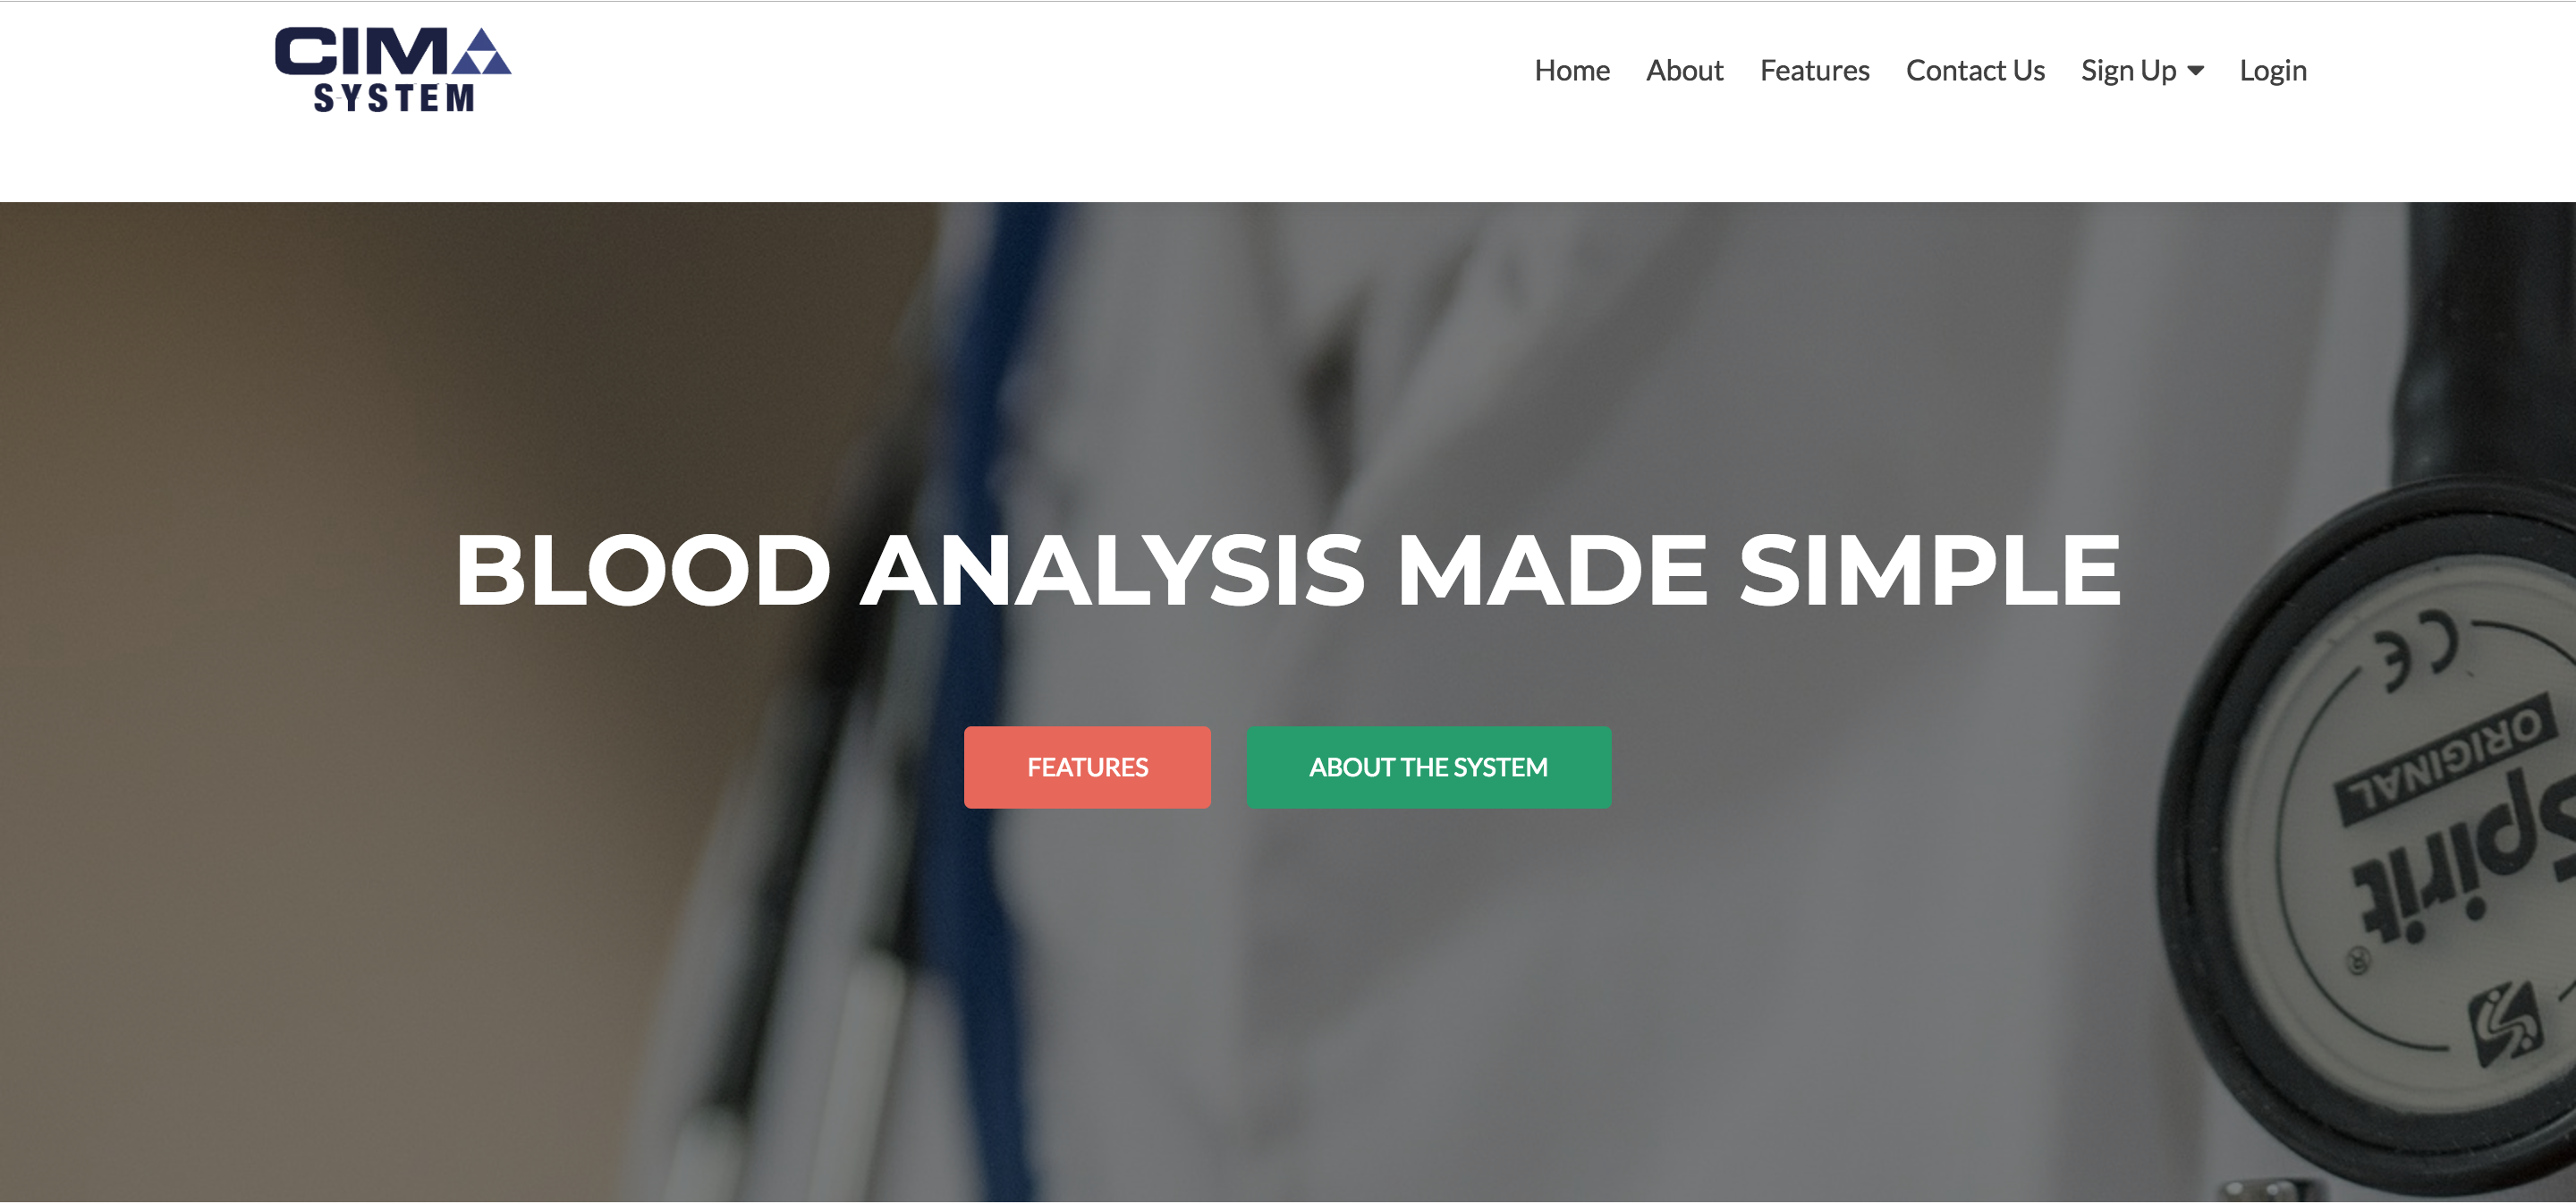 CIMA
SYSTEM
Home About Features Contact Us Sign Up Login
BLOOD ANALYSIS MADE SIMPLE
FEATURES ABOUT THE SYSTEM
CE
ORIGINAL
Spirit®